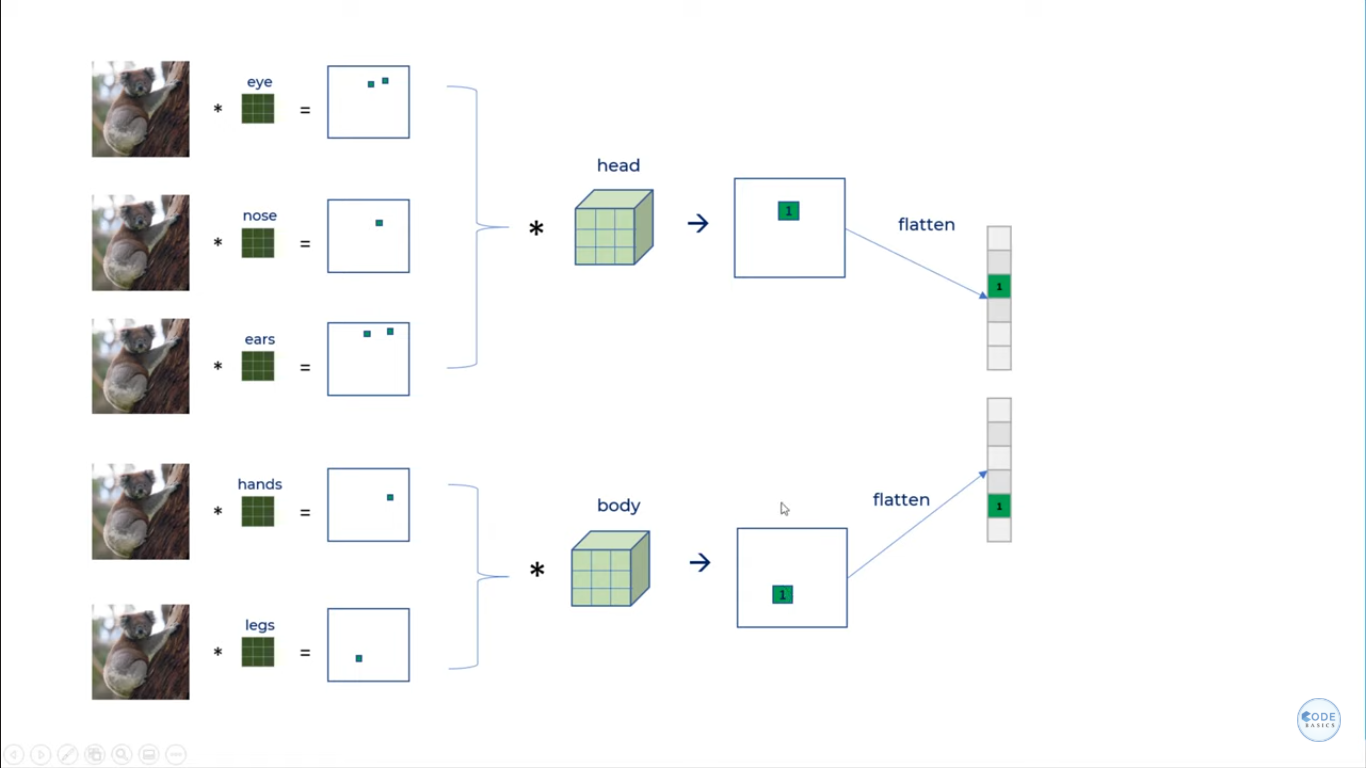 eye
* =
nose
* =
ears
* =
head
* →
1
flatten
1
hands
* =
legs
* =
body
* →
1
flatten
1
CODE
BASICS